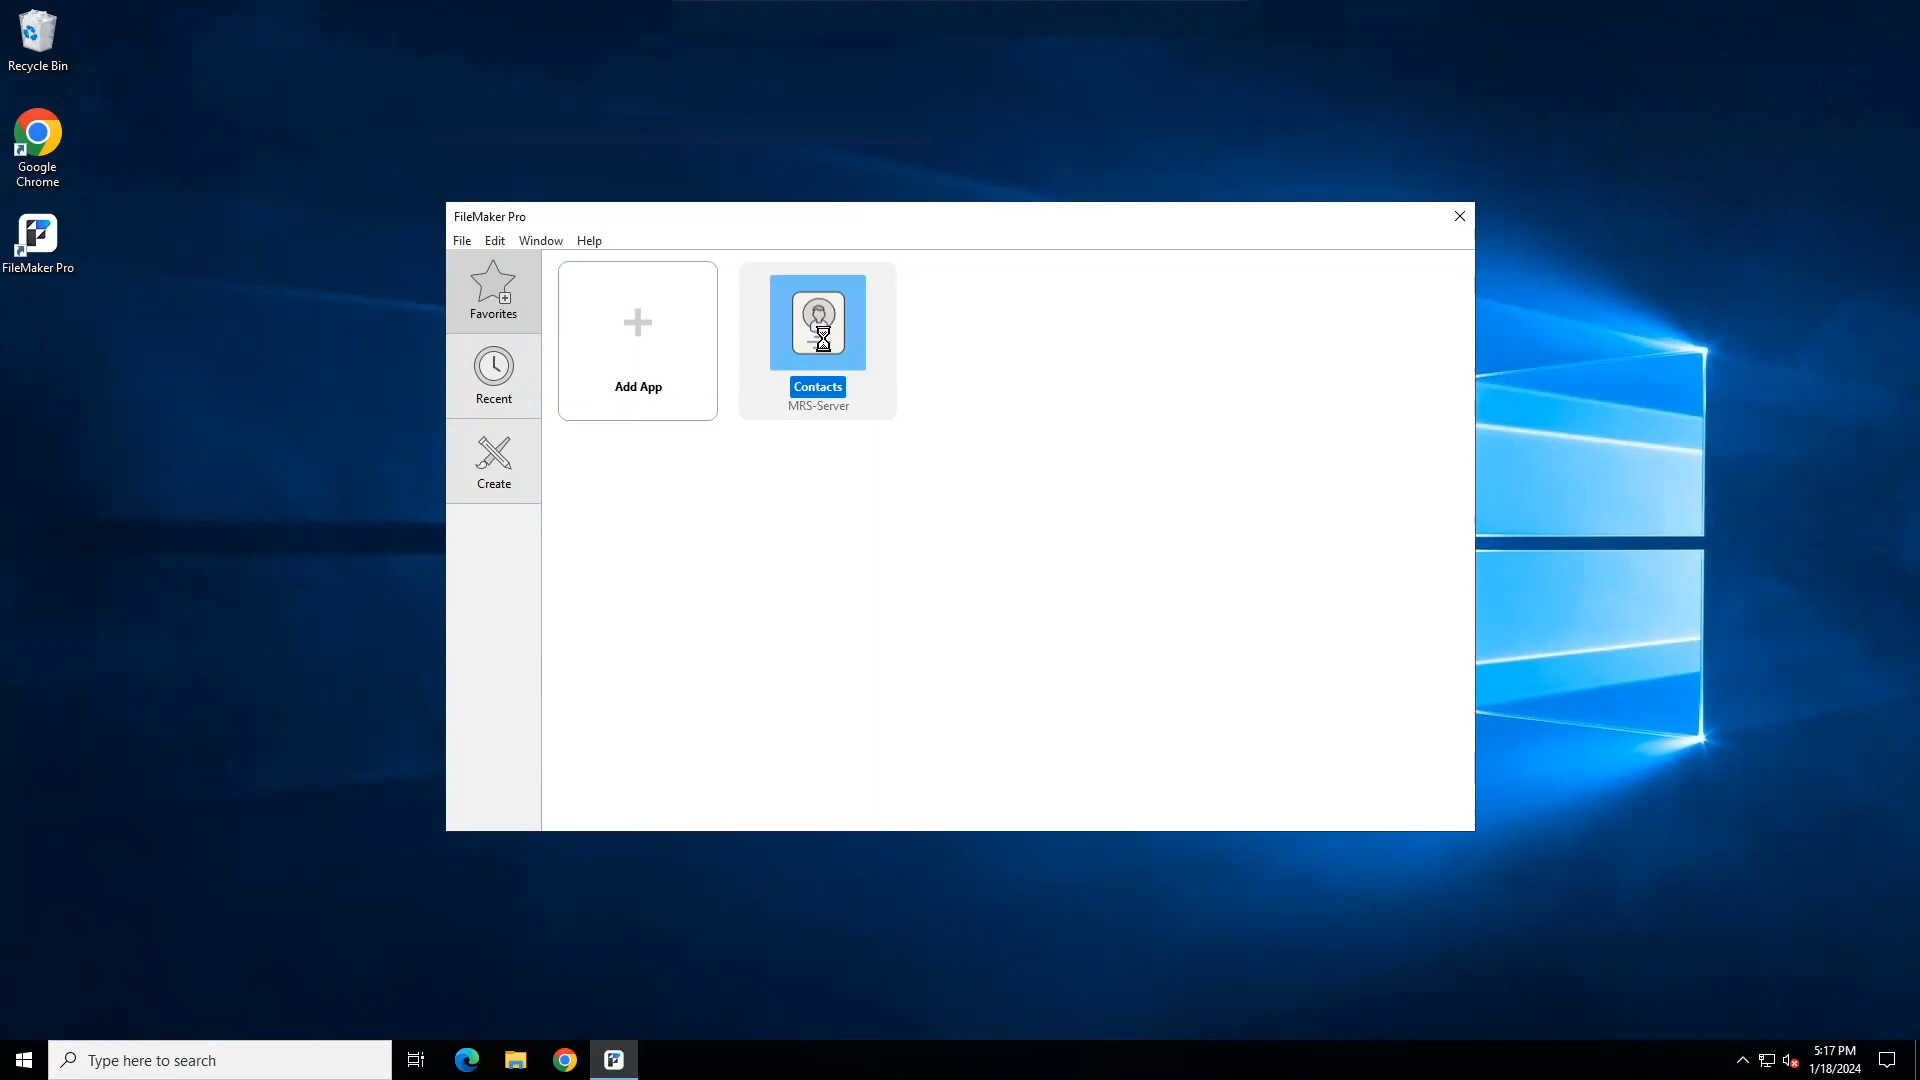 Recycle Bin
Google
Chrome
FileMaker Pro
FileMaker Pro
File Edit Window Help
Favorites
Recent
Create
Add App
Contacts
MRS-Server
Type here to search
5:17 PM
1/18/2024